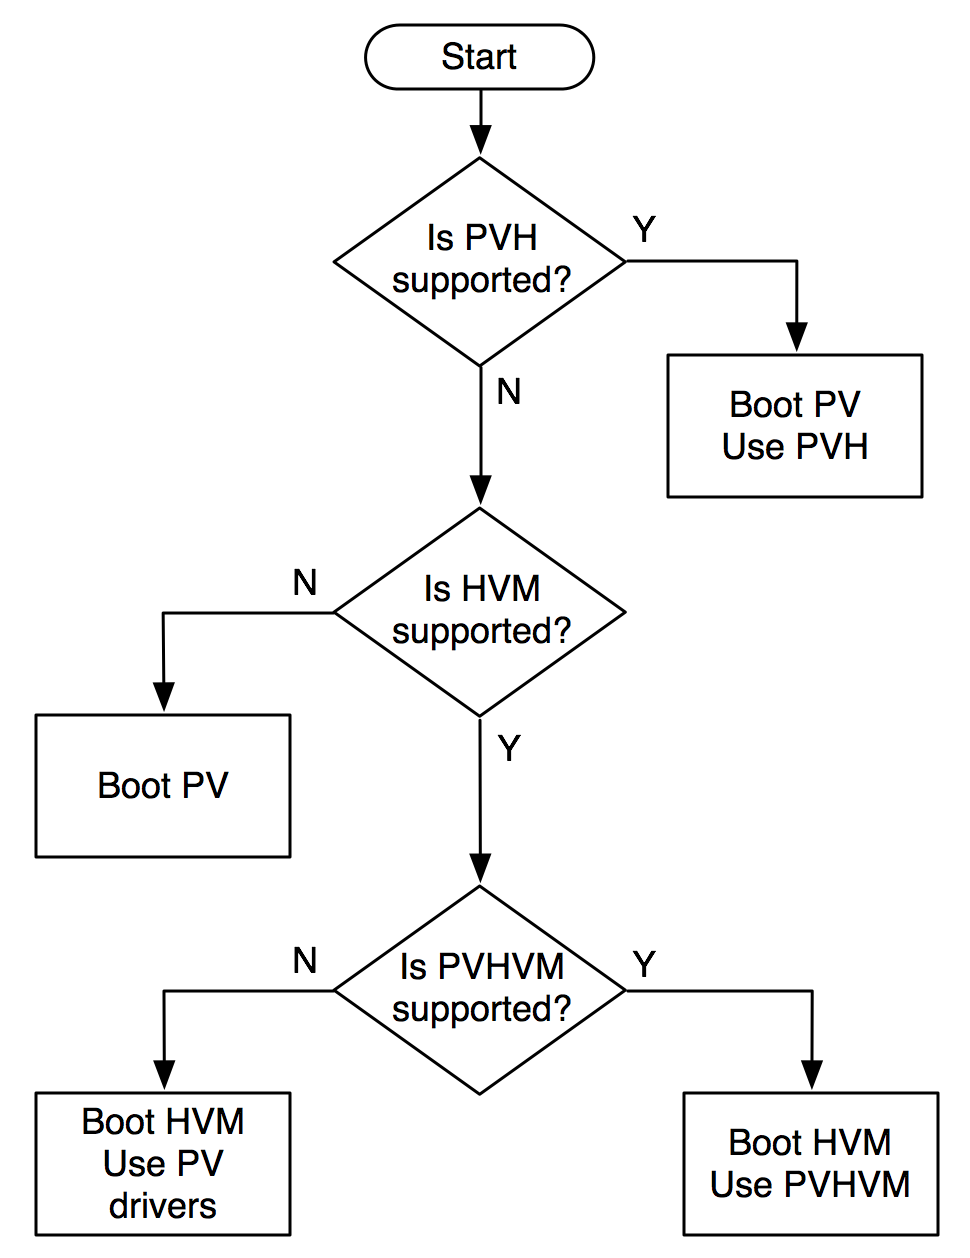 Start
Is PVH
supported?
Y
N
Boot PV
Use PVH
Is HVM
supported?
N
Y
Boot PV
Is PVHVM
supported?
N
Y
Boot HVM
Use PV
drivers
Boot HVM
Use PVHVM